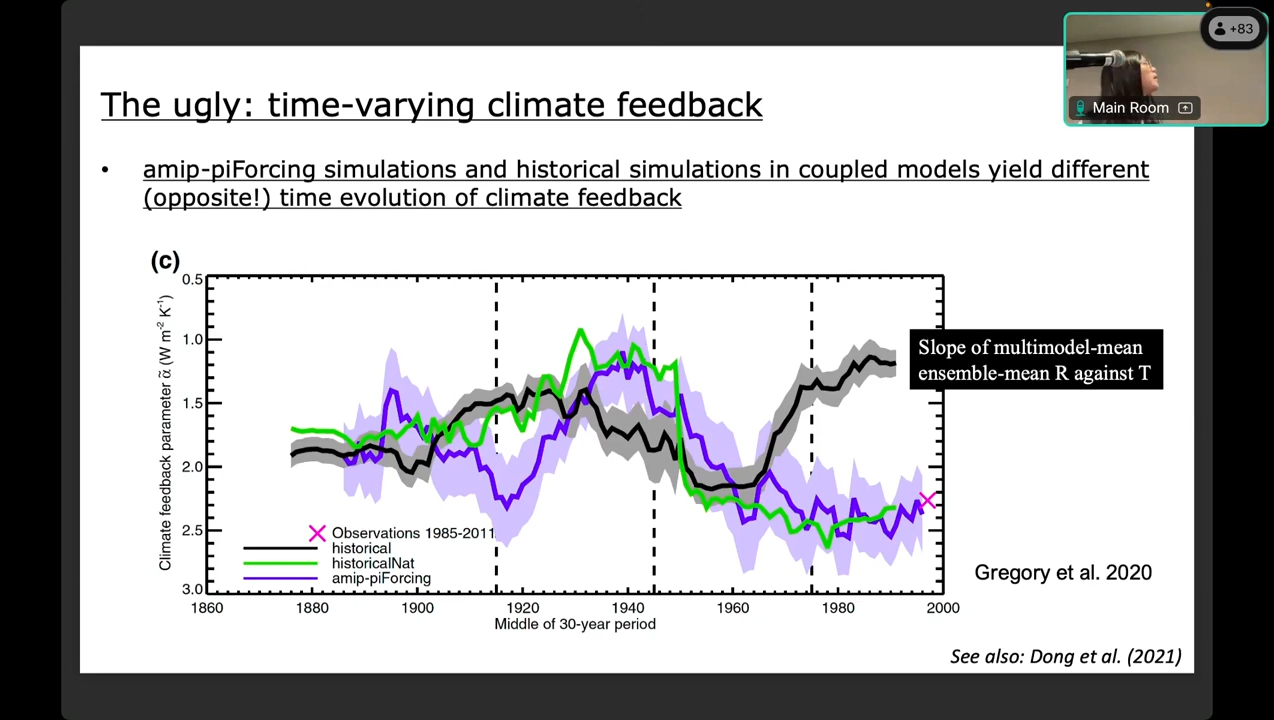 +83
Main Room
The ugly: time-varying climate feedback
• amip-piForcing simulations and historical simulations in coupled models yield different
(opposite!) time evolution of climate feedback
(c)
Climate feedback parameter α̃ (W m⁻² K⁻¹)
0.5
1.0
1.5
2.0
2.5
3.0
Slope of multimodel-mean
ensemble-mean R against T
Observations 1985-2011
historical
historicalNat
amip-piForcing
1860 1880 1900 1920 1940 1960 1980 2000
Middle of 30-year period
Gregory et al. 2020
See also: Dong et al. (2021)